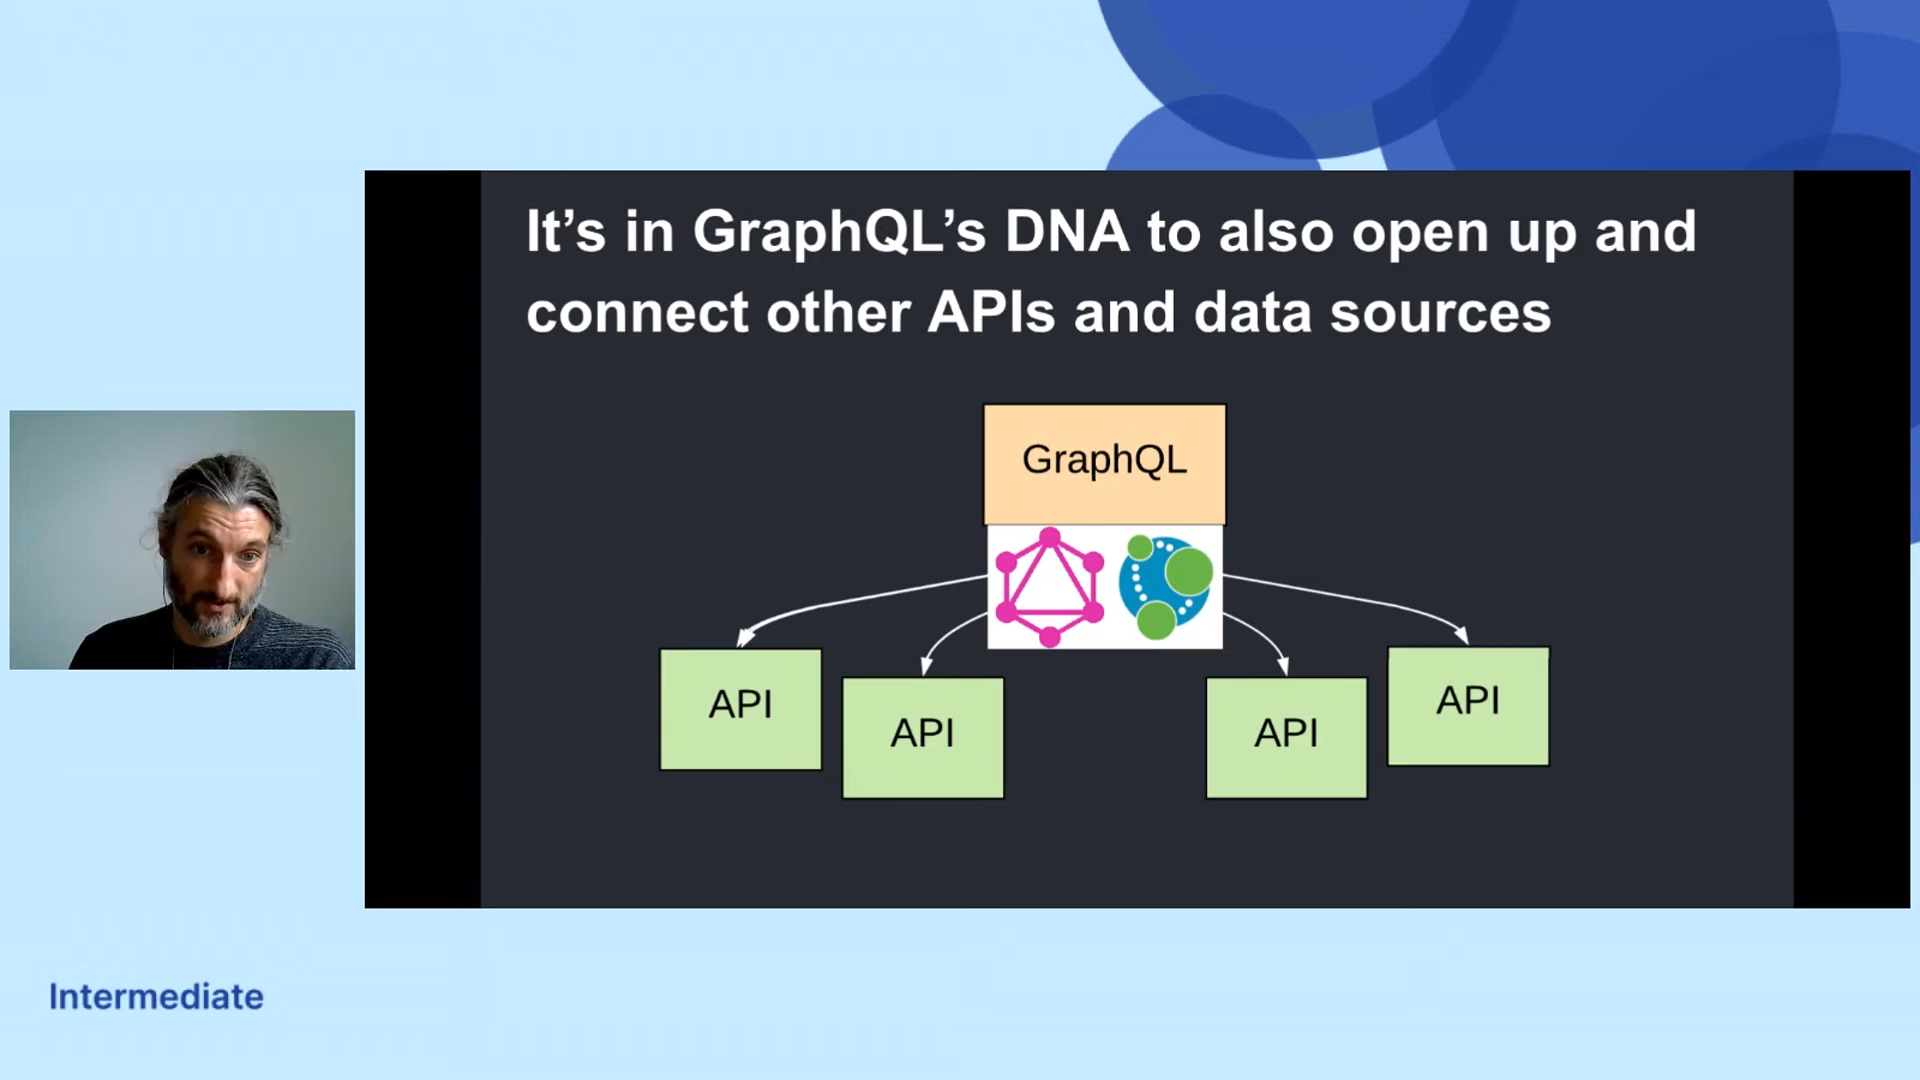 It’s in GraphQL’s DNA to also open up and
connect other APIs and data sources
GraphQL
API
API
API
API
Intermediate